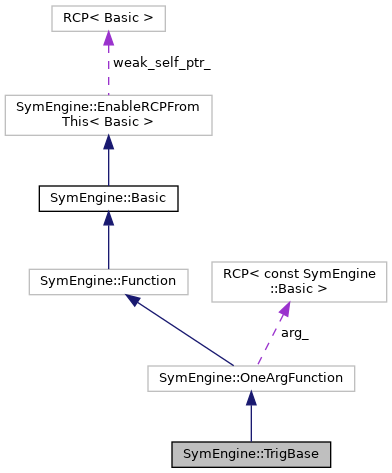 RCP< Basic >
weak_self_ptr_
SymEngine::EnableRCPFrom
This< Basic >
SymEngine::Basic
SymEngine::Function
RCP< const SymEngine
::Basic >
arg_
SymEngine::OneArgFunction
SymEngine::TrigBase